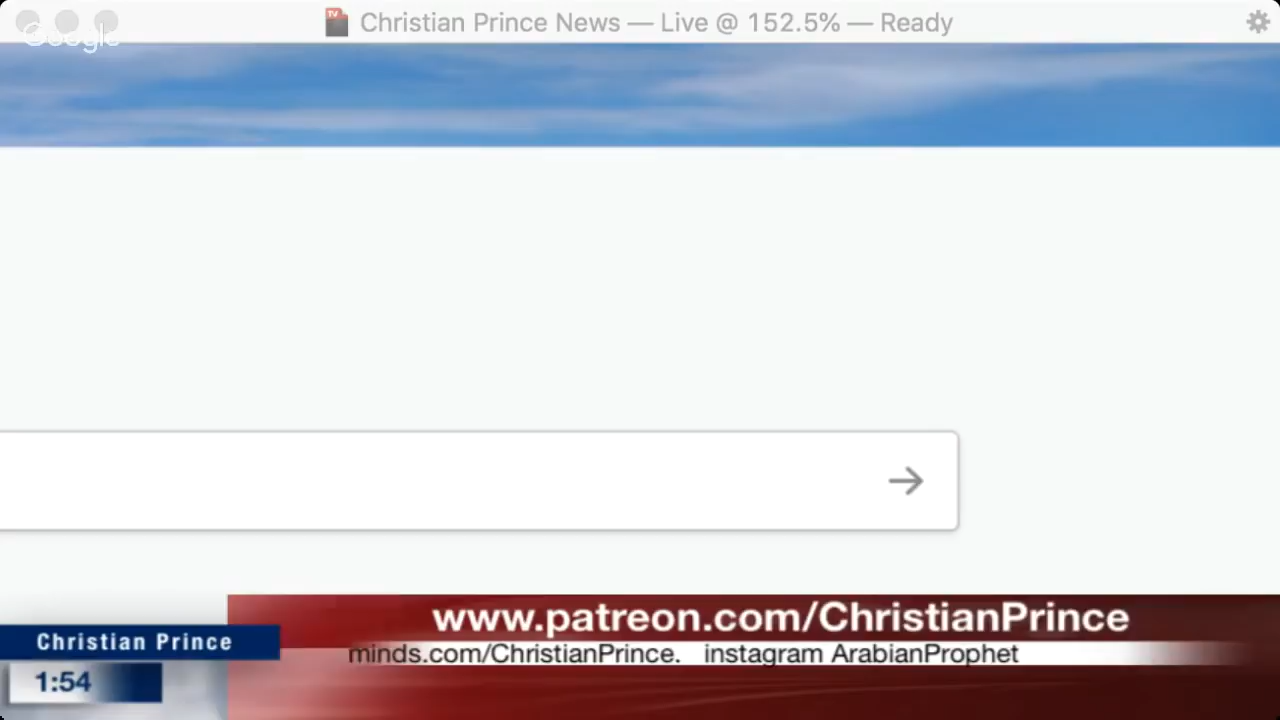 Christian Prince News — Live @ 152.5% — Ready
Google
www.patreon.com/ChristianPrince
minds.com/ChristianPrince. instagram ArabianProphet
Christian Prince
1:54